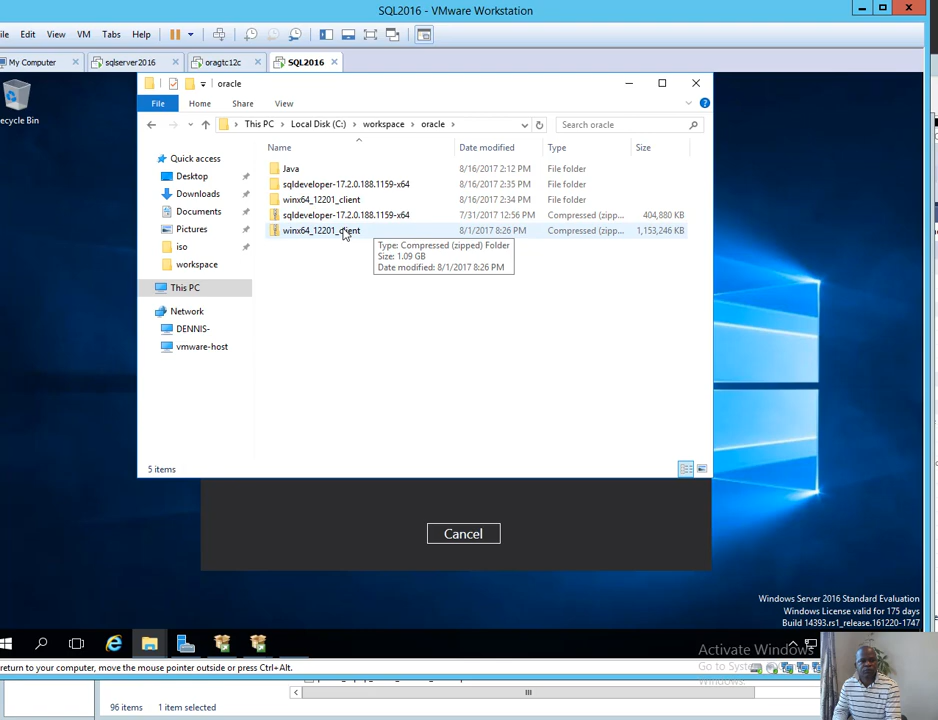 SQL2016 - VMware Workstation
ile Edit View VM Tabs Help
My Computer sqlserver2016 oragtc12c SQL2016
oracle
File Home Share View
This PC Local Disk (C:) workspace oracle Search Oracle
Name Date modified Type Size
Java 8/16/2017 2:12 PM File folder
sqldeveloper-17.2.0.188.1159-x64 8/16/2017 2:35 PM File folder
winx64_12201_client 8/16/2017 2:34 PM File folder
sqldeveloper-17.2.0.188.1159-x64 7/31/2017 12:56 PM Compressed (zipp... 404,880 KB
winx64_12201_client 8/1/2017 8:26 PM Compressed (zipp... 1,153,246 KB
Type: Compressed (zipped) Folder
Size: 1.09 GB
Date modified: 8/1/2017 8:26 PM
Quick access
Desktop
Downloads
Documents
Pictures
iso
workspace
This PC
Network
DENNIS-
vmware-host
5 items
ecycle Bin
Cancel
Windows Server 2016 Standard Evaluation
Windows License valid for 175 days
Build 14393.rs1_release.161220-1747
Activate Windows
Go to System
Windows.
return to your computer, move the mouse pointer outside or press Ctrl+Alt.
96 items 1 item selected